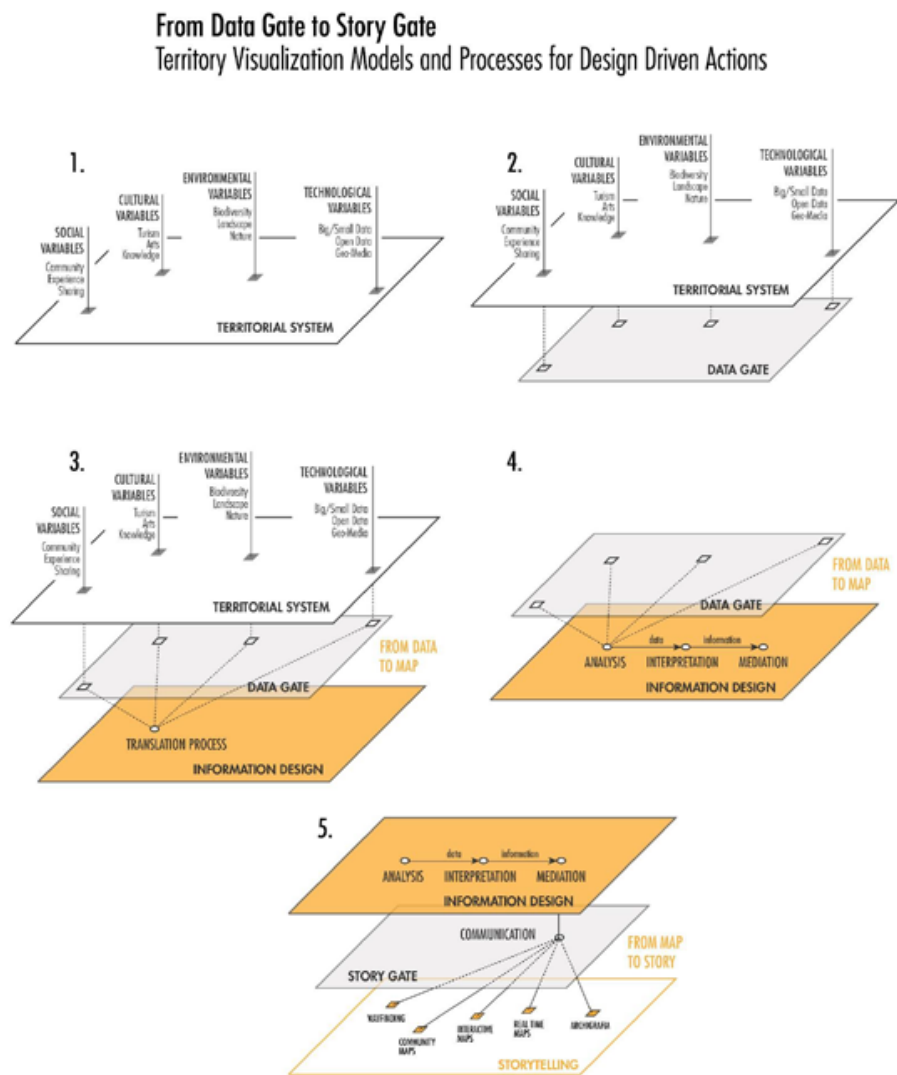 From Data Gate to Story Gate
Territory Visualization Models and Processes for Design Driven Actions
1.
SOCIAL
VARIABLES
Community
Experience
Sharing
CULTURAL
VARIABLES
Turism
Arts
Knowledge
ENVIRONMENTAL
VARIABLES
Biodiversity
Landscape
Nature
TECHNOLOGICAL
VARIABLES
Big/Small Data
Open Data
Geo-Media
TERRITORIAL SYSTEM
2.
SOCIAL
VARIABLES
Community
Experience
Sharing
CULTURAL
VARIABLES
Turism
Arts
Knowledge
ENVIRONMENTAL
VARIABLES
Biodiversity
Landscape
Nature
TECHNOLOGICAL
VARIABLES
Big/Small Data
Open Data
Geo-Media
TERRITORIAL SYSTEM
DATA GATE
3.
SOCIAL
VARIABLES
Community
Experience
Sharing
CULTURAL
VARIABLES
Turism
Arts
Knowledge
ENVIRONMENTAL
VARIABLES
Biodiversity
Landscape
Nature
TECHNOLOGICAL
VARIABLES
Big/Small Data
Open Data
Geo-Media
TERRITORIAL SYSTEM
FROM DATA
TO MAP
DATA GATE
TRANSLATION PROCESS
INFORMATION DESIGN
4.
FROM DATA
TO MAP
DATA GATE
data
information
ANALYSIS
INTERPRETATION
MEDIATION
INFORMATION DESIGN
5.
data
information
ANALYSIS
INTERPRETATION
MEDIATION
INFORMATION DESIGN
COMMUNICATION
FROM MAP
TO STORY
STORY GATE
WAYFINDING
COMMUNITY
MAPS
INTERACTIVE
MAPS
REAL TIME
MAPS
ARCHIGRAFIA
STORYTELLING